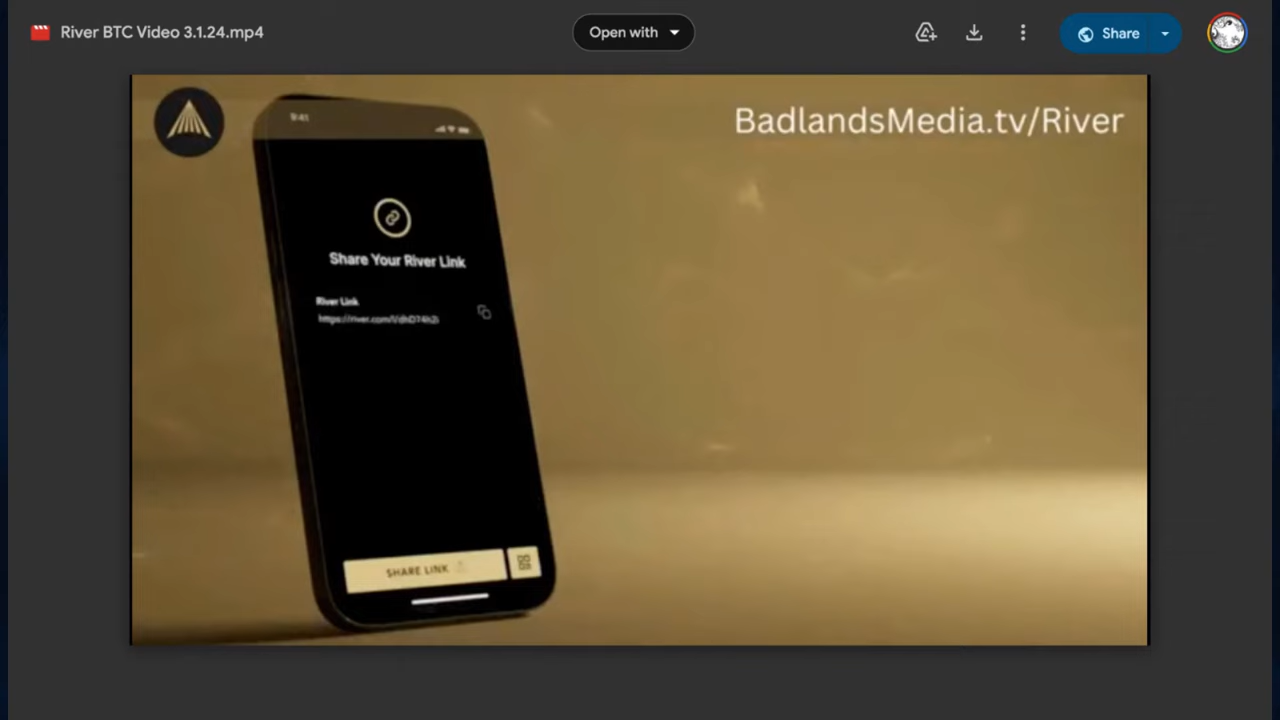 River BTC Video 3.1.24.mp4
Open with
Share
BadlandsMedia.tv/River
9:41
Share Your River Link
River Link
SHARE LINK